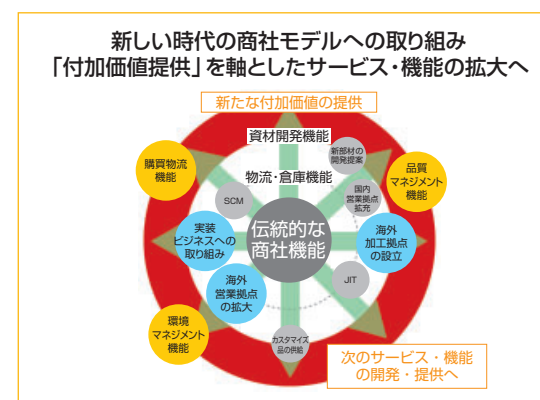 新しい時代の商社モデルへの取り組み
「付加価値提供」を軸としたサービス・機能の拡大へ
新たな付加価値の提供
資材開発機能
新部材の
開発提案
購買物流
機能
物流・倉庫機能
品質
マネジメント
機能
SCM
国内
営業拠点
拡充
実装
ビジネスへの
取り組み
伝統的な
商社機能
海外
加工拠点
の設立
海外
営業拠点
の拡大
JIT
環境
マネジメント
機能
カスタマイズ
品の供給
次のサービス・機能
の開発・提供へ